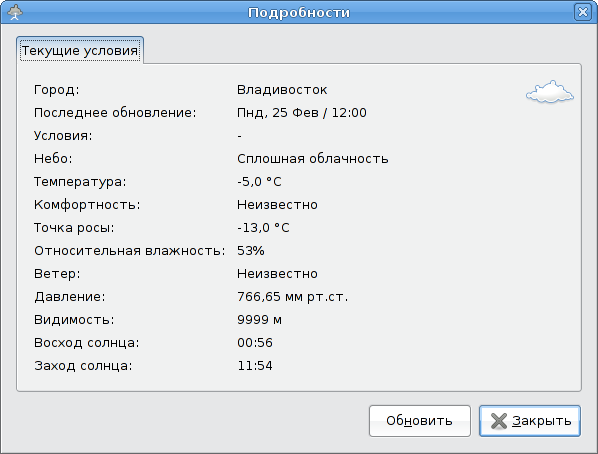 Подробности
Текущие условия
Город: Владивосток
Последнее обновление: Пнд, 25 Фев / 12:00
Условия: -
Небо: Сплошная облачность
Температура: -5,0 °C
Комфортность: Неизвестно
Точка росы: -13,0 °C
Относительная влажность: 53%
Ветер: Неизвестно
Давление: 766,65 мм рт.ст.
Видимость: 9999 м
Восход солнца: 00:56
Заход солнца: 11:54
Обновить Закрыть